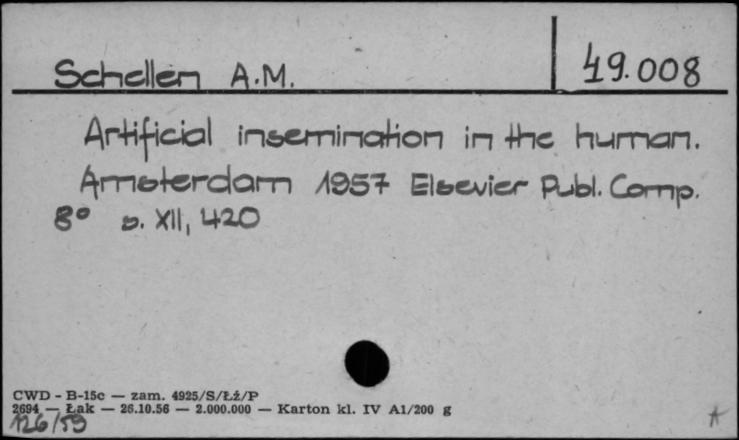 Schellen A.M.
49.008
Artificial insemination in the human.
Amsterdam 1957 Elsevier Publ. Comp.
8° s. XII, 420
CWD - B-15c — zam. 4925/S/Łż/P
2694 — Łak — 26.10.56 — 2.000.000 — Karton kl. IV A1/200 g
126/59
A